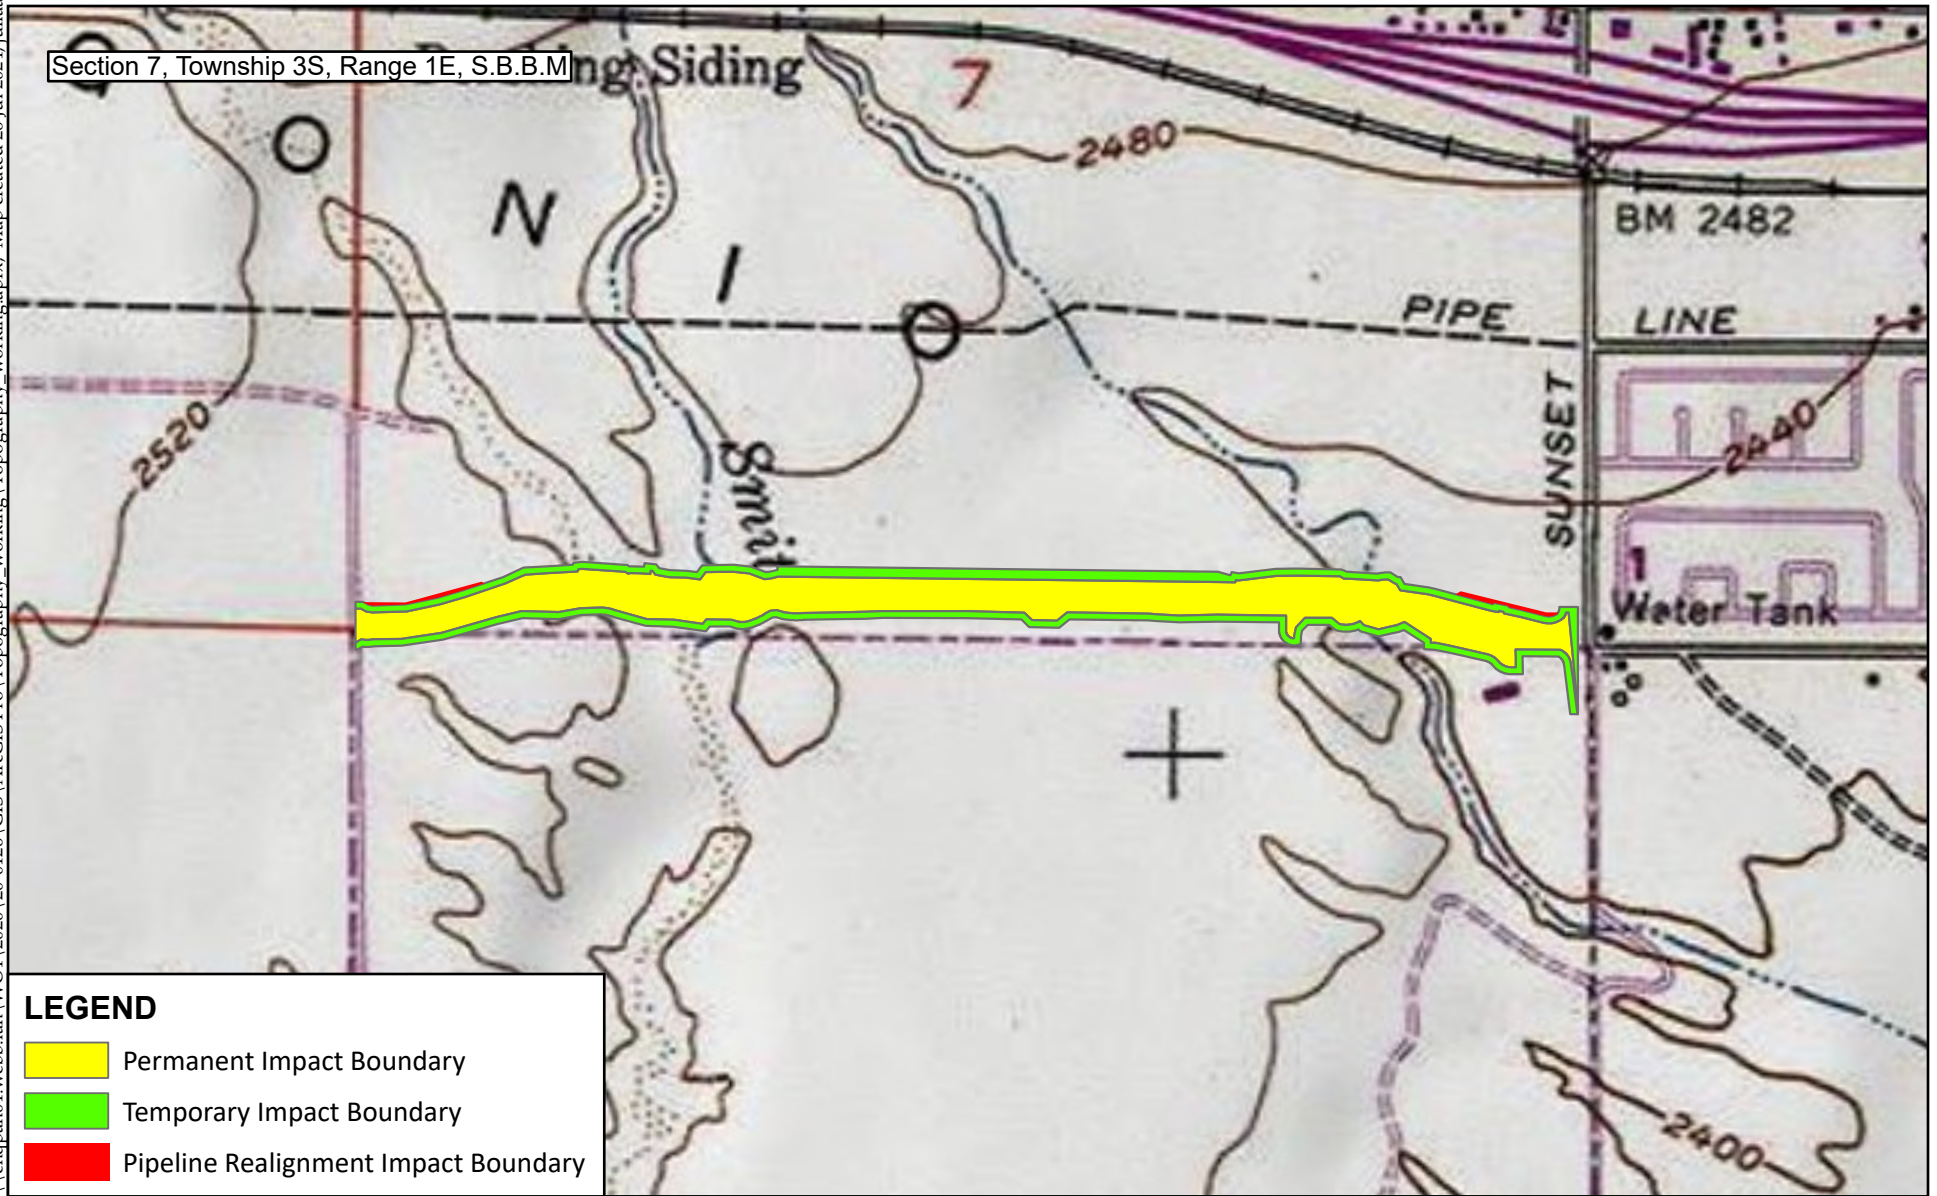 Section 7, Township 3S, Range 1E, S.B.B.M
Siding
7
N
I
2480
BM 2482
PIPE LINE
SUNSET
2520
2440
Smit
Water Tank
2400
LEGEND
Permanent Impact Boundary
Temporary Impact Boundary
Pipeline Realignment Impact Boundary